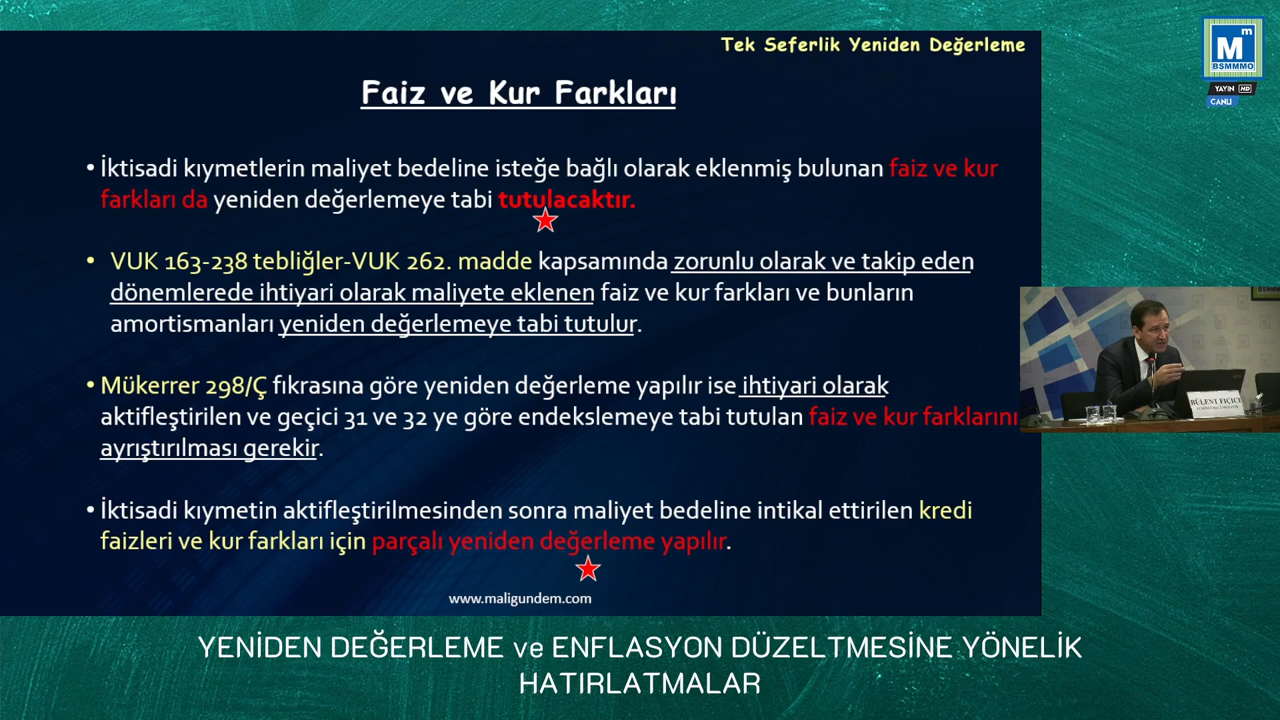 Tek Seferlik Yeniden Değerleme
Mm
BSMMMO
YAYIN HD
CANLI
Faiz ve Kur Farkları
• İktisadi kıymetlerin maliyet bedeline isteğe bağlı olarak eklenmiş bulunan faiz ve kur
farkları da yeniden değerlemeye tabi tutulacaktır.
• VUK 163-238 tebliğler-VUK 262. madde kapsamında zorunlu olarak ve takip eden
dönemlerede ihtiyari olarak maliyete eklenen faiz ve kur farkları ve bunların
amortismanları yeniden değerlemeye tabi tutulur.
• Mükerrer 298/Ç fıkrasına göre yeniden değerleme yapılır ise ihtiyari olarak
aktifleştirilen ve geçici 31 ve 32 ye göre endekslemeye tabi tutulan faiz ve kur farklarını
ayrıştırılması gerekir.
• İktisadi kıymetin aktifleştirilmesinden sonra maliyet bedeline intikal ettirilen kredi
faizleri ve kur farkları için parçalı yeniden değerleme yapılır.
www.maligundem.com
BÜLENT FIÇICI
YENİDEN DEĞERLEME ve ENFLASYON DÜZELTMESİNE YÖNELİK
HATIRLATMALAR